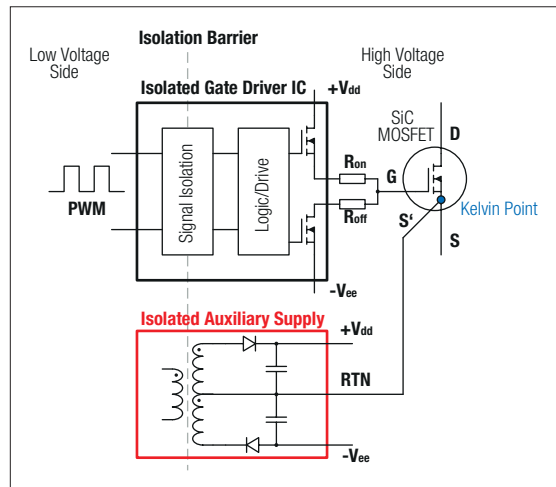 Isolation Barrier
Low Voltage
Side
High Voltage
Side
Isolated Gate Driver IC
+Vdd
SiC
MOSFET
D
Signal Isolation
Logic/Drive
Ron
G
PWM
Roff
S‘
Kelvin Point
S
-Vee
Isolated Auxiliary Supply
+Vdd
RTN
-Vee